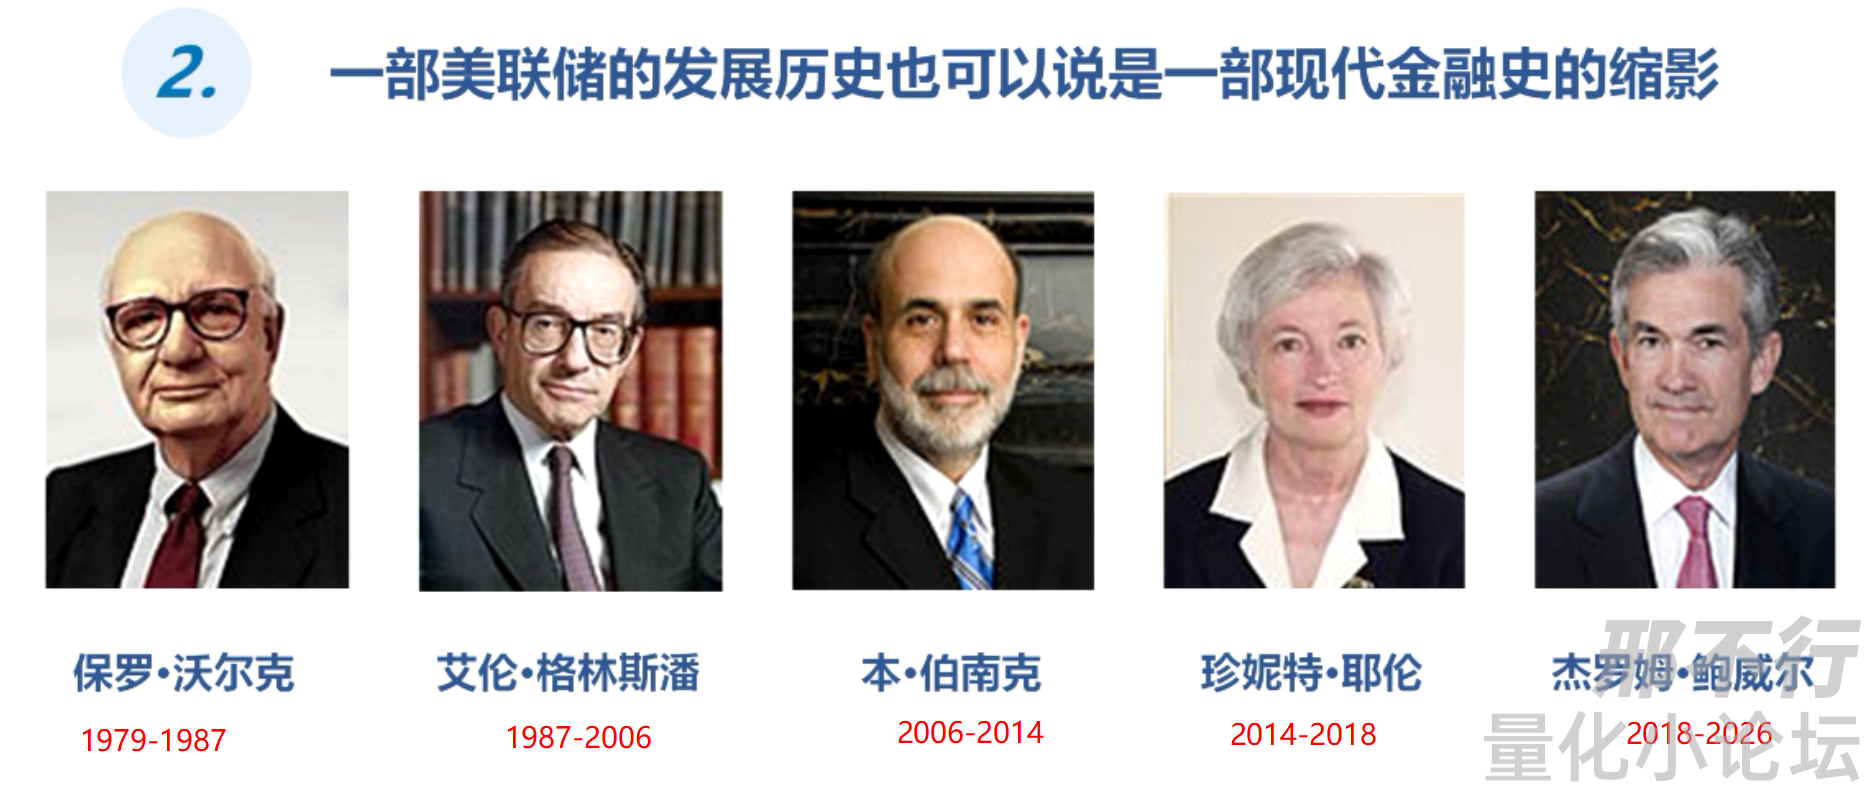 2.
一部美联储的发展历史也可以说是一部现代金融史的缩影
保罗·沃尔克
艾伦·格林斯潘
本·伯南克
珍妮特·耶伦
杰罗姆·鲍威尔
1979-1987
1987-2006
2006-2014
2014-2018
2018-2026
邢不行
量化小论坛